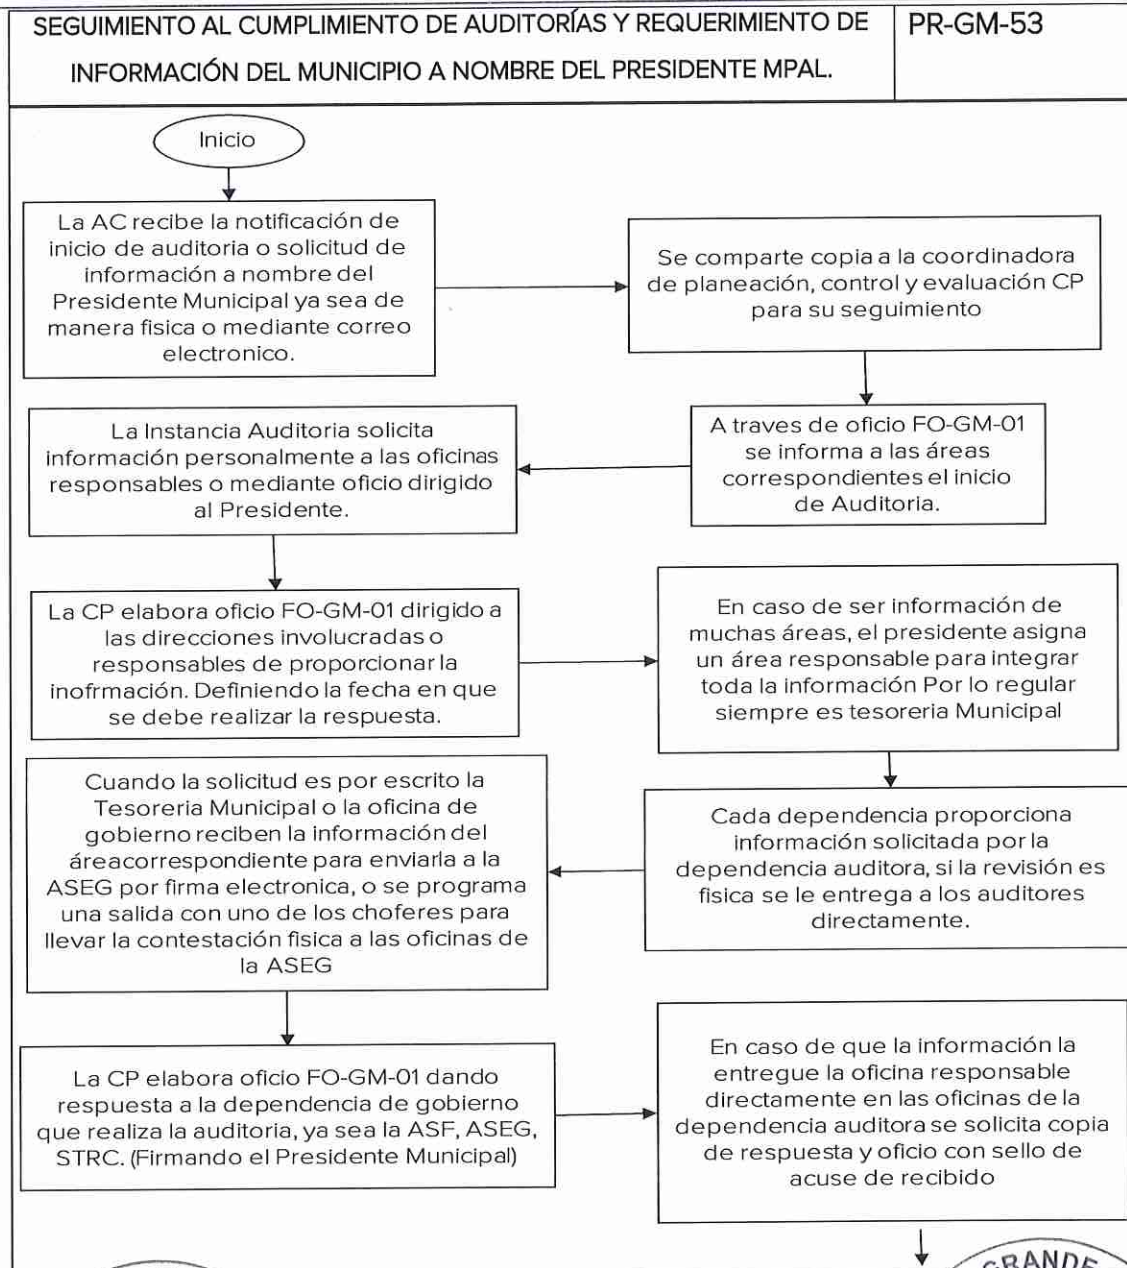 SEGUIMIENTO AL CUMPLIMIENTO DE AUDITORÍAS Y REQUERIMIENTO DE
INFORMACIÓN DEL MUNICIPIO A NOMBRE DEL PRESIDENTE MPAL.
PR-GM-53
Inicio
La AC recibe la notificación de
inicio de auditoria o solicitud de
información a nombre del
Presidente Municipal ya sea de
manera fisica o mediante correo
electronico.
Se comparte copia a la coordinadora
de planeación, control y evaluación CP
para su seguimiento
A traves de oficio FO-GM-01
se informa a las áreas
correspondientes el inicio
de Auditoria.
La Instancia Auditoria solicita
información personalmente a las oficinas
responsables o mediante oficio dirigido
al Presidente.
La CP elabora oficio FO-GM-01 dirigido a
las direcciones involucradas o
responsables de proporcionar la
inofrmación. Definiendo la fecha en que
se debe realizar la respuesta.
En caso de ser información de
muchas áreas, el presidente asigna
un área responsable para integrar
toda la información Por lo regular
siempre es tesoreria Municipal
Cada dependencia proporciona
información solicitada por la
dependencia auditora, si la revisión es
fisica se le entrega a los auditores
directamente.
Cuando la solicitud es por escrito la
Tesoreria Municipal o la oficina de
gobierno reciben la información del
áreacorrespondiente para enviarla a la
ASEG por firma electronica, o se programa
una salida con uno de los choferes para
llevar la contestación fisica a las oficinas de
la ASEG
La CP elabora oficio FO-GM-01 dando
respuesta a la dependencia de gobierno
que realiza la auditoria, ya sea la ASF, ASEG,
STRC. (Firmando el Presidente Municipal)
En caso de que la información la
entregue la oficina responsable
directamente en las oficinas de la
dependencia auditora se solicita copia
de respuesta y oficio con sello de
acuse de recibido
GRANDE